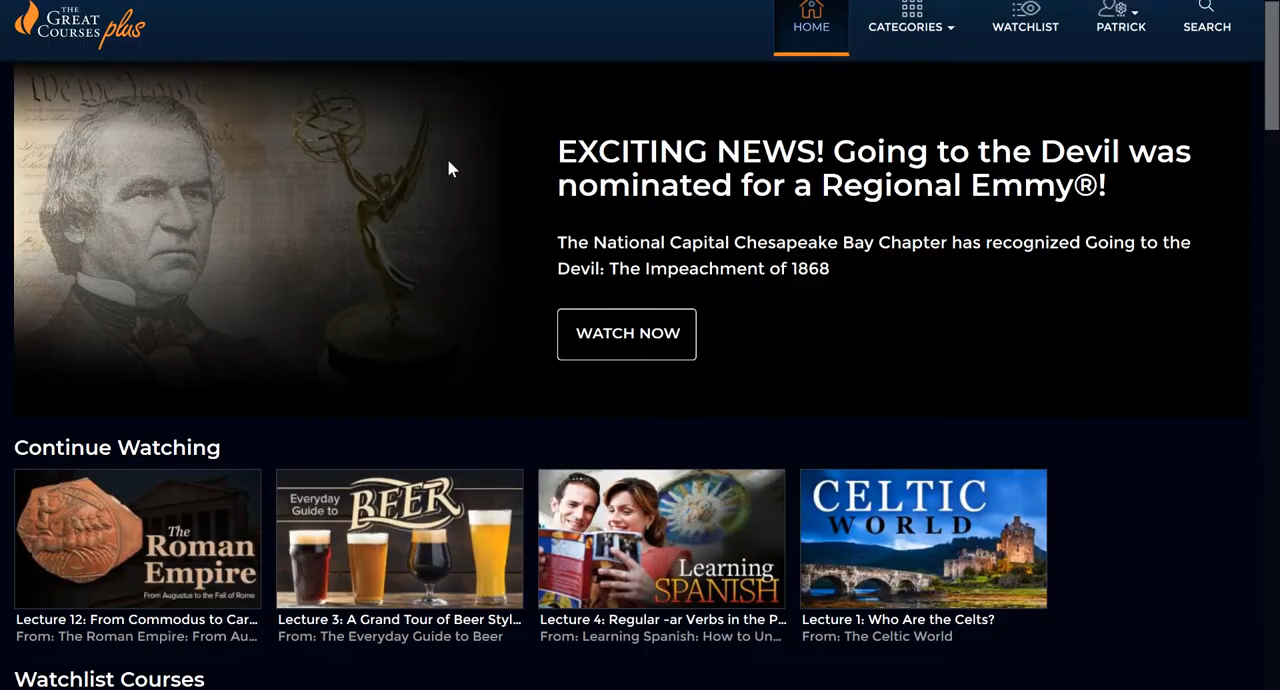 THE
GREAT
COURSES plus
HOME
CATEGORIES
WATCHLIST
PATRICK
SEARCH
We the People
EXCITING NEWS! Going to the Devil was
nominated for a Regional Emmy®!
The National Capital Chesapeake Bay Chapter has recognized Going to the
Devil: The Impeachment of 1868
WATCH NOW
Continue Watching
The
Roman
Empire
From Augustus to the Fall of Rome
Everyday
Guide to
BEER
Learning
SPANISH
CELTIC
WORLD
Lecture 12: From Commodus to Car...
From: The Roman Empire: From Au...
Lecture 3: A Grand Tour of Beer Styl...
From: The Everyday Guide to Beer
Lecture 4: Regular -ar Verbs in the P...
From: Learning Spanish: How to Un...
Lecture 1: Who Are the Celts?
From: The Celtic World
Watchlist Courses